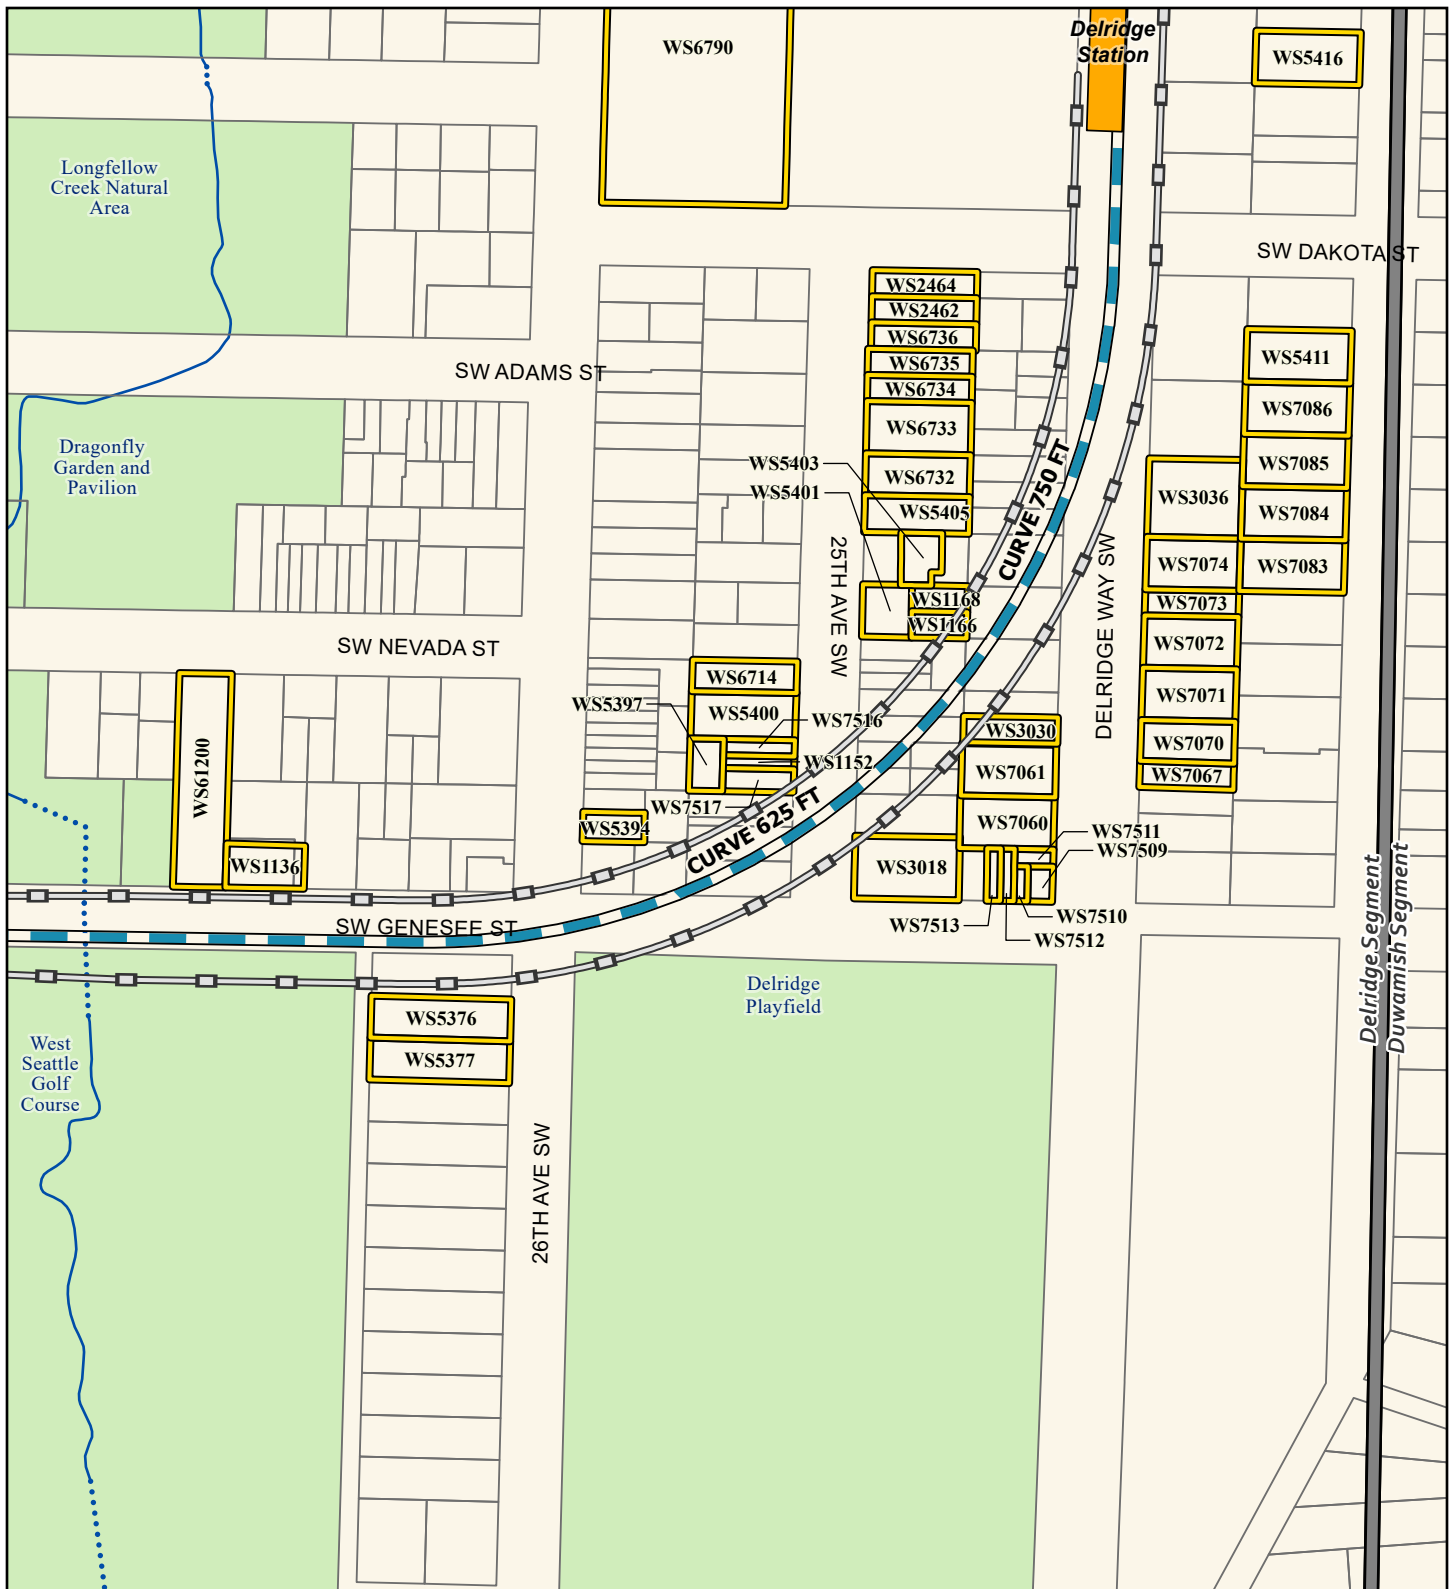 WS6790
Delridge
Station
WS5416
Longfellow
Creek Natural
Area
SW DAKOTA ST
WS2464
WS2462
WS6736
WS6735
WS6734
WS6733
WS6732
WS5405
WS5403
WS5401
WS1168
WS1166
SW ADAMS ST
WS5411
WS7086
WS7085
WS7084
WS7083
WS3036
WS7074
WS7073
WS7072
WS7071
WS7070
WS7067
Dragonfly
Garden and
Pavilion
CURVE 750 FT
25TH AVE SW
DELRIDGE WAY SW
SW NEVADA ST
WS6714
WS5400
WS5397
WS7516
WS1152
WS7517
WS5394
WS61200
WS1136
WS3030
WS7061
WS7060
WS3018
WS7511
WS7509
WS7510
WS7512
WS7513
CURVE 625 FT
SW GENESEE ST
Delridge Segment
Duwamish Segment
Delridge
Playfield
WS5376
WS5377
West
Seattle
Golf
Course
26TH AVE SW